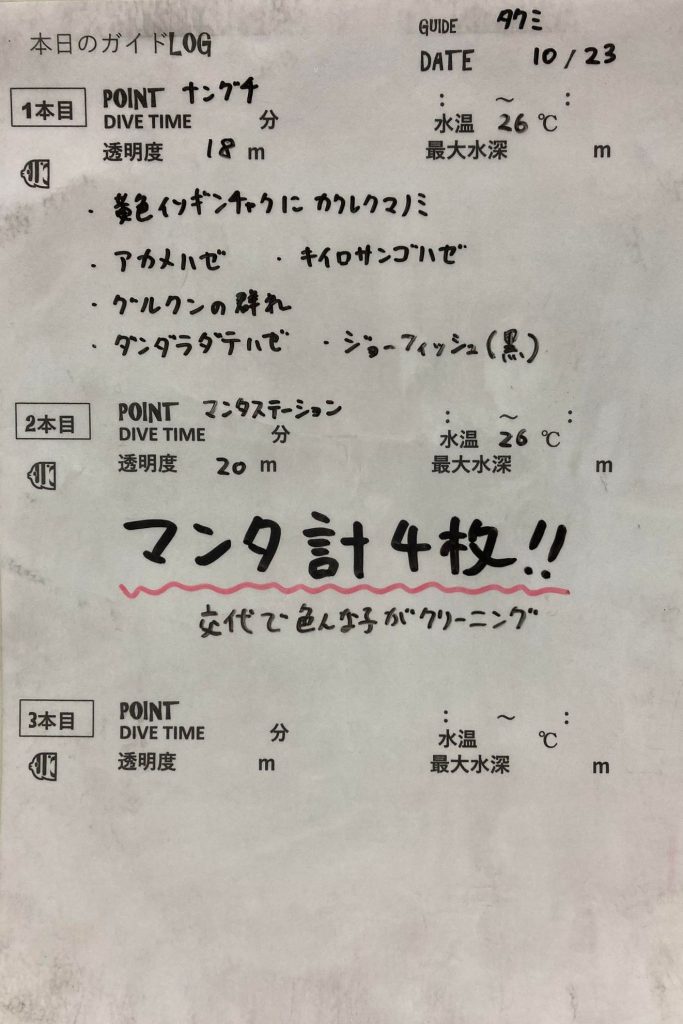 本日のガイドLOG
GUIDE タクミ
DATE 10/23
1本目 POINT ナングチ : ～ :
DIVE TIME 分 水温 26 ℃
透明度 18 m 最大水深 m
・黄色イソギンチャクに カクレクマノミ
・アカメハゼ ・キイロサンゴハゼ
・グルクンの群れ
・ダンダラダテハゼ ・ジョーフィッシュ(黒)
2本目 POINT マンタステーション : ～ :
DIVE TIME 分 水温 26 ℃
透明度 20 m 最大水深 m
マンタ計4枚!!
交代で色んな子がクリーニング
3本目 POINT : ～ :
DIVE TIME 分 水温 ℃
透明度 m 最大水深 m